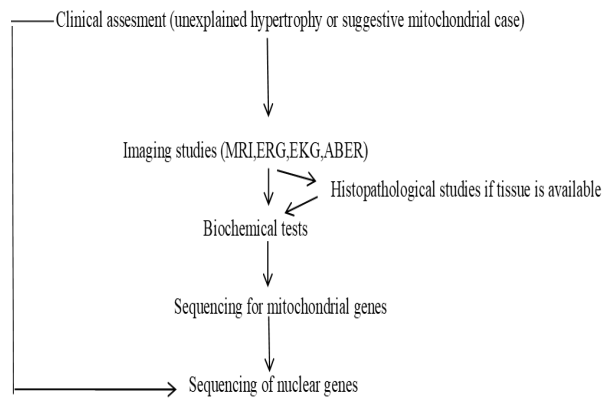 Clinical assesment (unexplained hypertrophy or suggestive mitochondrial case)
Imaging studies (MRI,ERG,EKG,ABER)
Histopathological studies if tissue is available
Biochemical tests
Sequencing for mitochondrial genes
Sequencing of nuclear genes